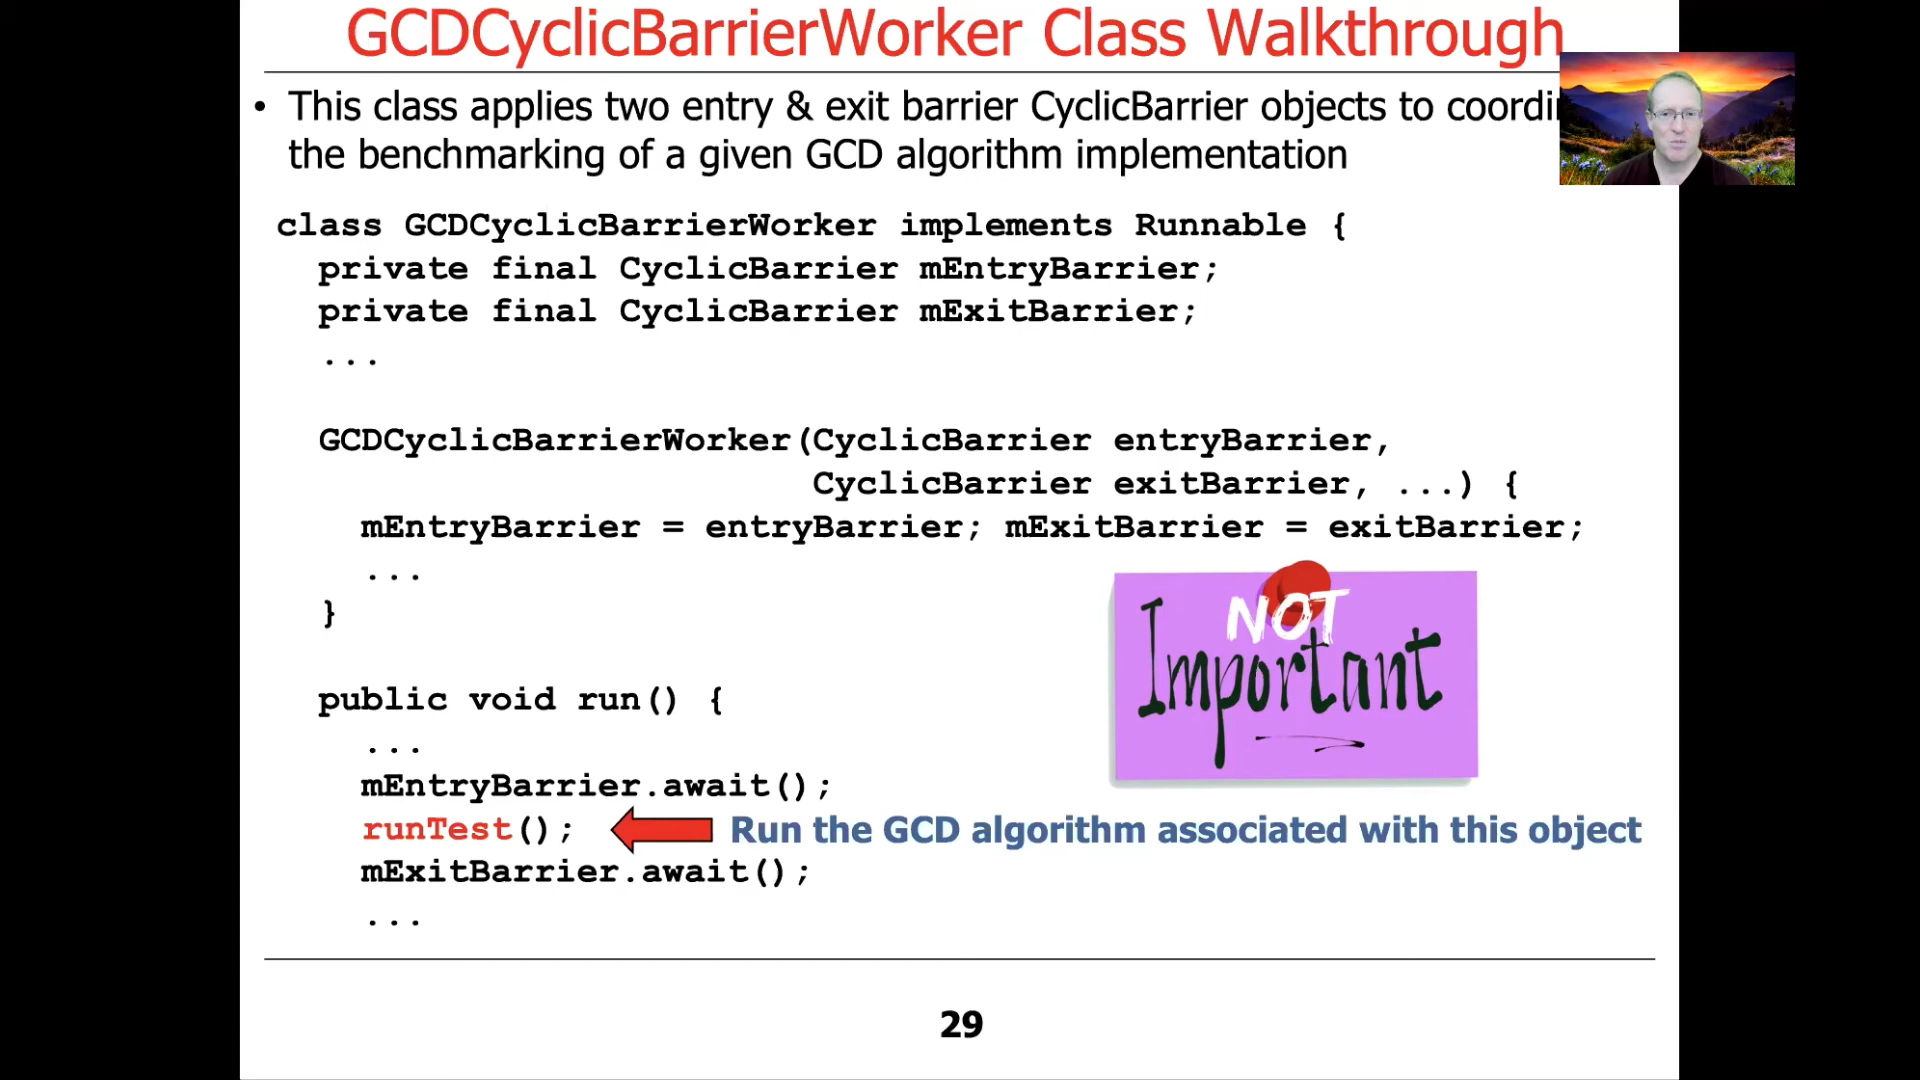 GCDCyclicBarrierWorker Class Walkthrough
• This class applies two entry & exit barrier CyclicBarrier objects to
the benchmarking of a given GCD algorithm implementation
class GCDCyclicBarrierWorker implements Runnable {
private final CyclicBarrier mEntryBarrier;
private final CyclicBarrier mExitBarrier;
...
GCDCyclicBarrierWorker(CyclicBarrier entryBarrier,
CyclicBarrier exitBarrier, ...) {
mEntryBarrier = entryBarrier; mExitBarrier = exitBarrier;
...
}
NOT
Important
public void run() {
...
mEntryBarrier.await();
runTest(); Run the GCD algorithm associated with this object
mExitBarrier.await();
...
29